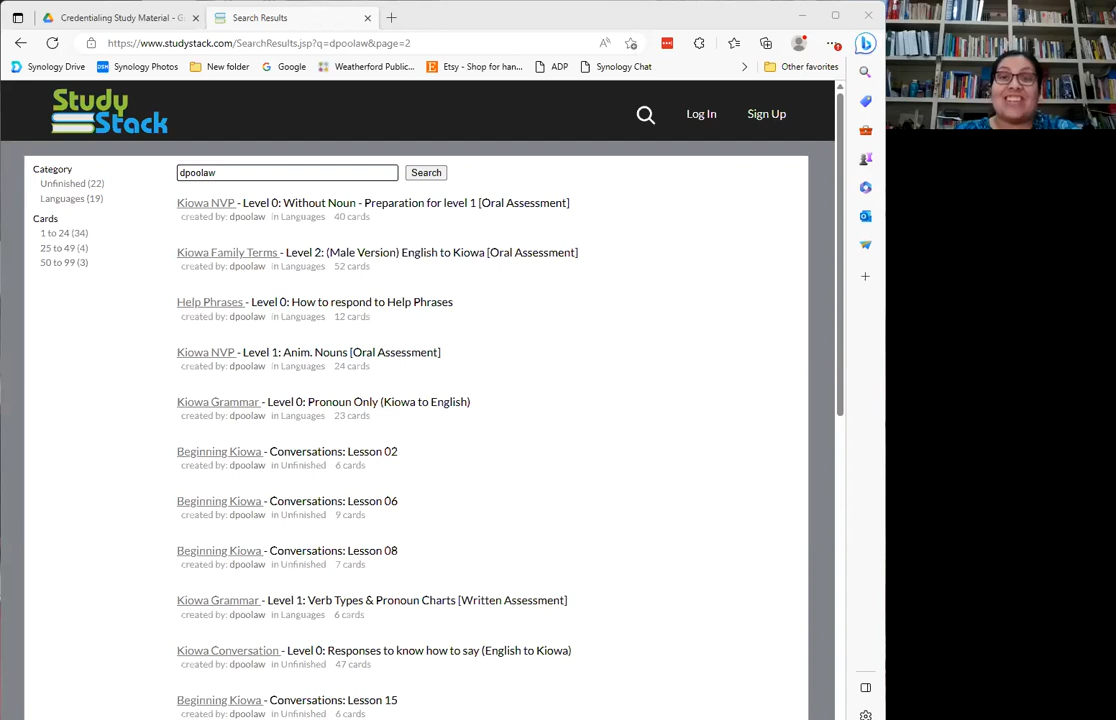 Credentialing Study Material - G
Search Results
https://www.studystack.com/SearchResults.jsp?q=dpoolaw&page=2
Synology Drive
Synology Photos
New folder
Google
Weatherford Public...
Etsy - Shop for han...
ADP
Synology Chat
Other favorites
Study
Stack
Log In
Sign Up
Category
Unfinished (22)
Languages (19)
Cards
1 to 24 (34)
25 to 49 (4)
50 to 99 (3)
dpoolaw
Search
Kiowa NVP - Level 0: Without Noun - Preparation for level 1 [Oral Assessment]
created by: dpoolaw in Languages 40 cards
Kiowa Family Terms - Level 2: (Male Version) English to Kiowa [Oral Assessment]
created by: dpoolaw in Languages 52 cards
Help Phrases - Level 0: How to respond to Help Phrases
created by: dpoolaw in Languages 12 cards
Kiowa NVP - Level 1: Anim. Nouns [Oral Assessment]
created by: dpoolaw in Languages 24 cards
Kiowa Grammar - Level 0: Pronoun Only (Kiowa to English)
created by: dpoolaw in Languages 23 cards
Beginning Kiowa - Conversations: Lesson 02
created by: dpoolaw in Unfinished 6 cards
Beginning Kiowa - Conversations: Lesson 06
created by: dpoolaw in Unfinished 9 cards
Beginning Kiowa - Conversations: Lesson 08
created by: dpoolaw in Unfinished 7 cards
Kiowa Grammar - Level 1: Verb Types & Pronoun Charts [Written Assessment]
created by: dpoolaw in Languages 6 cards
Kiowa Conversation - Level 0: Responses to know how to say (English to Kiowa)
created by: dpoolaw in Unfinished 47 cards
Beginning Kiowa - Conversations: Lesson 15
created by: dpoolaw in Unfinished 6 cards